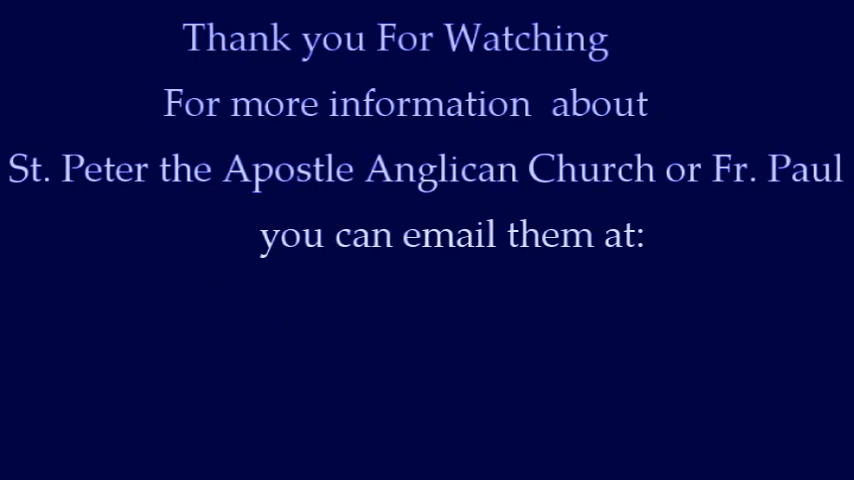 Thank you For Watching
For more information  about
St. Peter the Apostle Anglican Church or Fr. Paul
you can email them at: